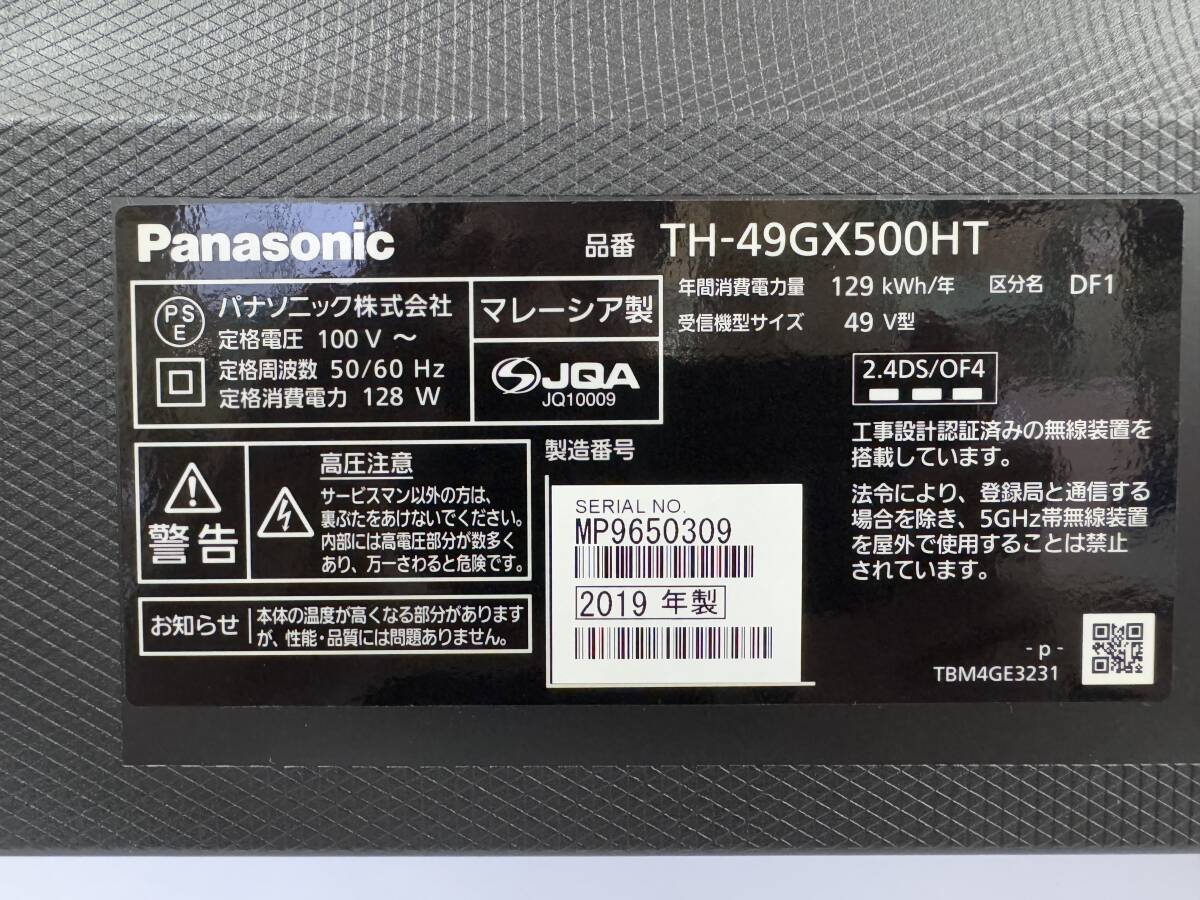 Panasonic
品番 TH-49GX500HT
年間消費電力量 129 kWh/年 区分名 DF1
受信機型サイズ 49 V型
PS
E
パナソニック株式会社
定格電圧 100 V ～
定格周波数 50/60 Hz
定格消費電力 128 W
マレーシア製
JQA
JQ10009
2.4DS/OF4
工事設計認証済みの無線装置を
搭載しています。
法令により、登録局と通信する
場合を除き、5GHz帯無線装置
を屋外で使用することは禁止
されています。
警告
高圧注意
サービスマン以外の方は、
裏ぶたをあけないでください。
内部には高電圧部分が数多く
あり、万一さわると危険です。
お知らせ
本体の温度が高くなる部分があります
が、性能・品質には問題ありません。
製造番号
SERIAL NO.
MP9650309
2019 年製
- p -
TBM4GE3231